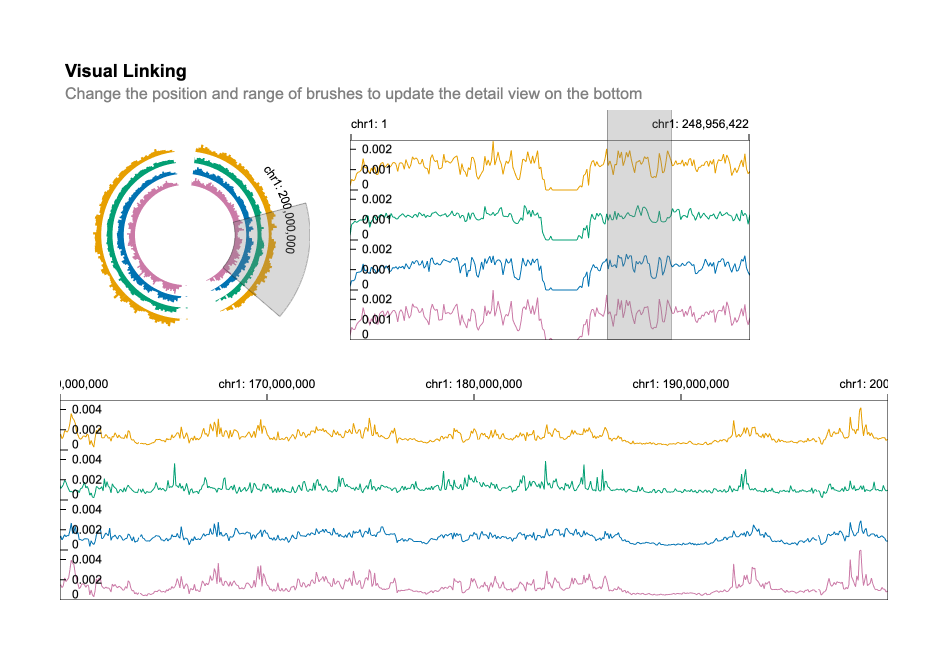 Visual Linking
Change the position and range of brushes to update the detail view on the bottom
chr1: 200,000,000
chr1: 1
chr1: 248,956,422
0.002
0.001
0
0.002
0.001
0
0.002
0.001
0
0.002
0.001
0
),000,000
chr1: 170,000,000
chr1: 180,000,000
chr1: 190,000,000
chr1: 200
0.004
0.002
0
0.004
0.002
0
0.004
0.002
0
0.004
0.002
0